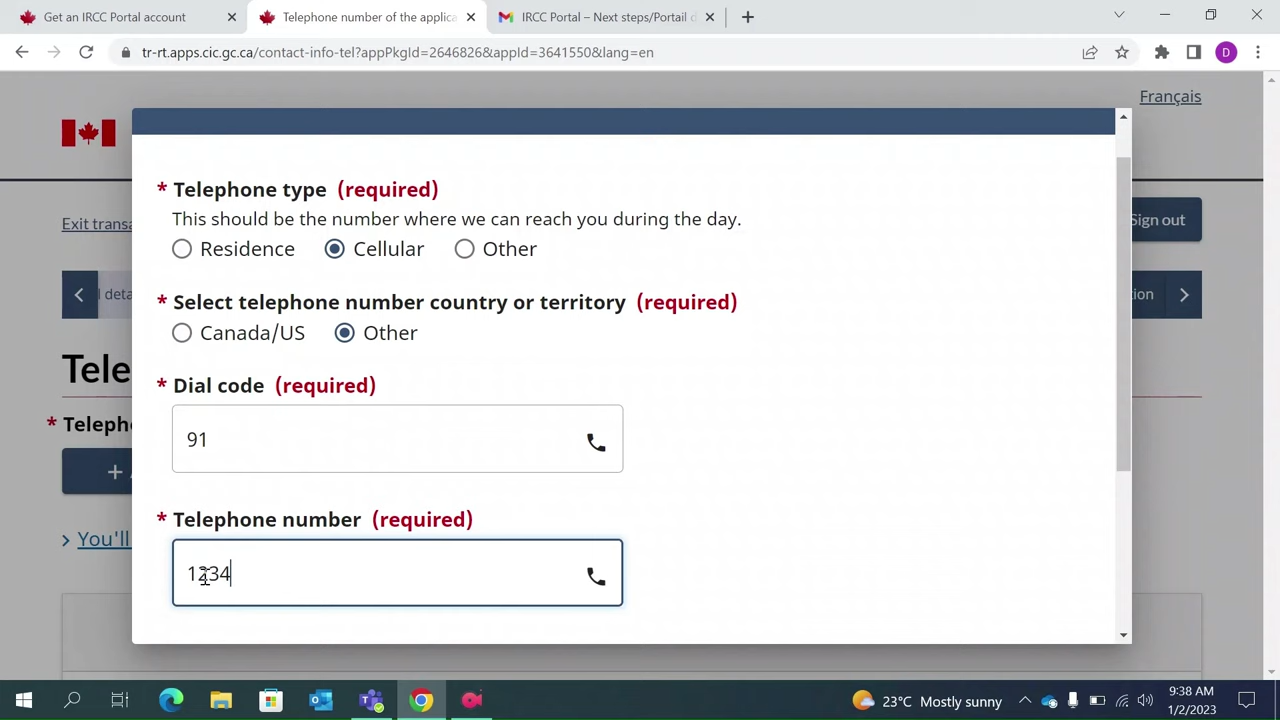 Get an IRCC Portal account
Telephone number of the applica
IRCC Portal – Next steps/Portail d
tr-rt.apps.cic.gc.ca/contact-info-tel?appPkgId=2646826&appId=3641550&lang=en
D
Français
Exit transa
Sign out
l deta
tion
Tele
* Teleph
+
You'll
* Telephone type (required)
This should be the number where we can reach you during the day.
Residence Cellular Other
* Select telephone number country or territory (required)
Canada/US Other
* Dial code (required)
91
* Telephone number (required)
1234
23°C Mostly sunny
9:38 AM
1/2/2023